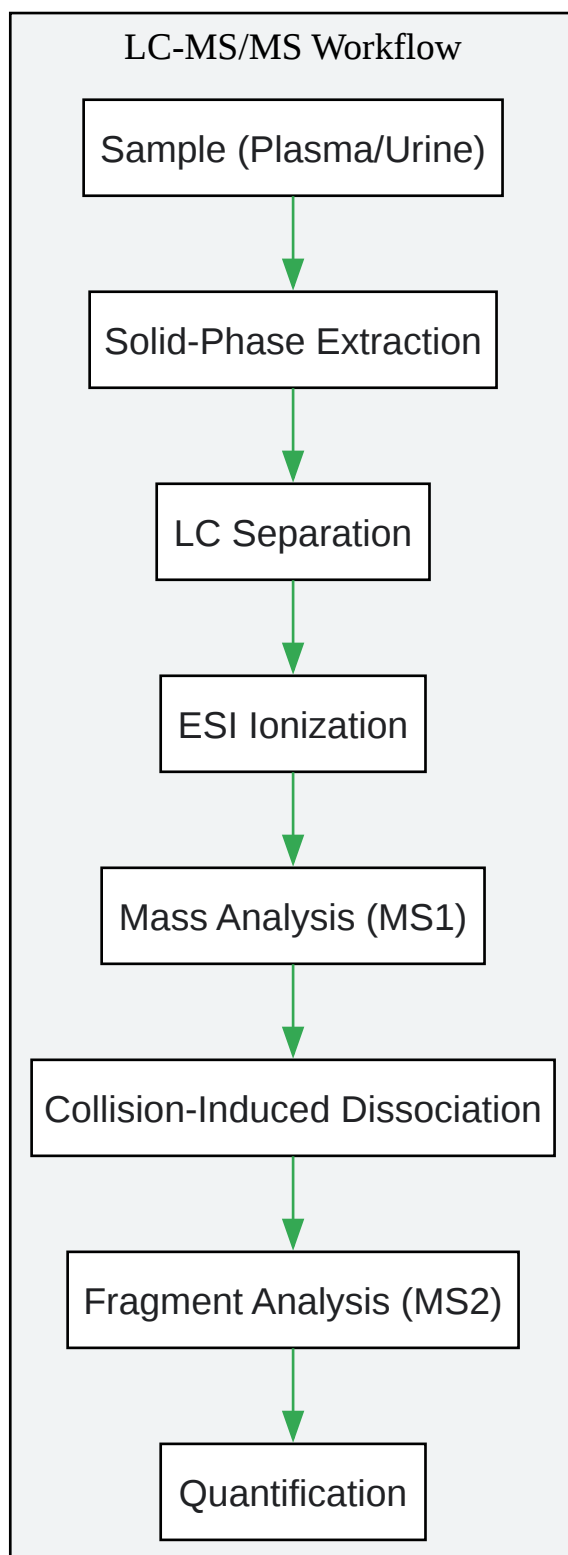 LC-MS/MS Workflow
Sample (Plasma/Urine)
Solid-Phase Extraction
LC Separation
ESI Ionization
Mass Analysis (MS1)
Collision-Induced Dissociation
Fragment Analysis (MS2)
Quantification